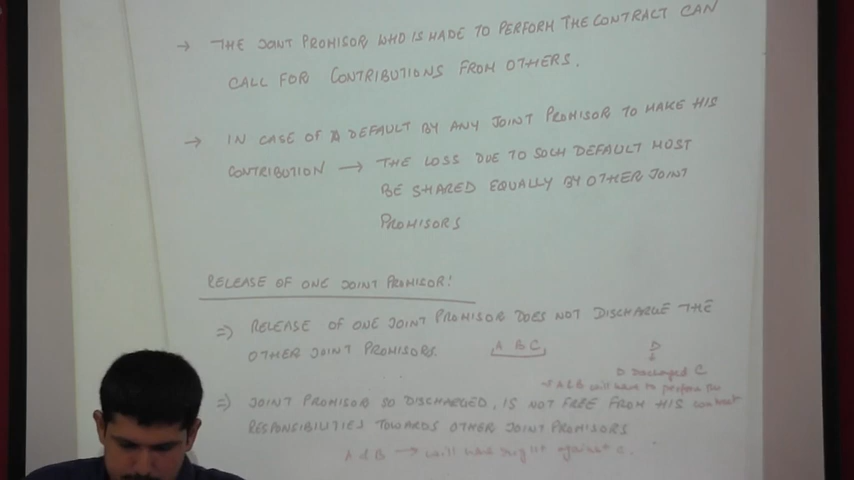 → THE JOINT PROMISOR WHO IS MADE TO PERFORM THE CONTRACT CAN
CALL FOR CONTRIBUTIONS FROM OTHERS.
→ IN CASE OF A DEFAULT BY ANY JOINT PROMISOR TO MAKE HIS
CONTRIBUTION → THE LOSS DUE TO SUCH DEFAULT MUST
BE SHARED EQUALLY BY OTHER JOINT
PROMISORS
RELEASE OF ONE JOINT PROMISOR:
⇒ RELEASE OF ONE JOINT PROMISOR DOES NOT DISCHARGE THE
OTHER JOINT PROMISORS. A B C D
D Discharged C
→ A & B will have to perform the
⇒ JOINT PROMISOR SO DISCHARGED, IS NOT FREE FROM HIS contract
RESPONSIBILITIES TOWARDS OTHER JOINT PROMISORS
A & B → will have right against C.